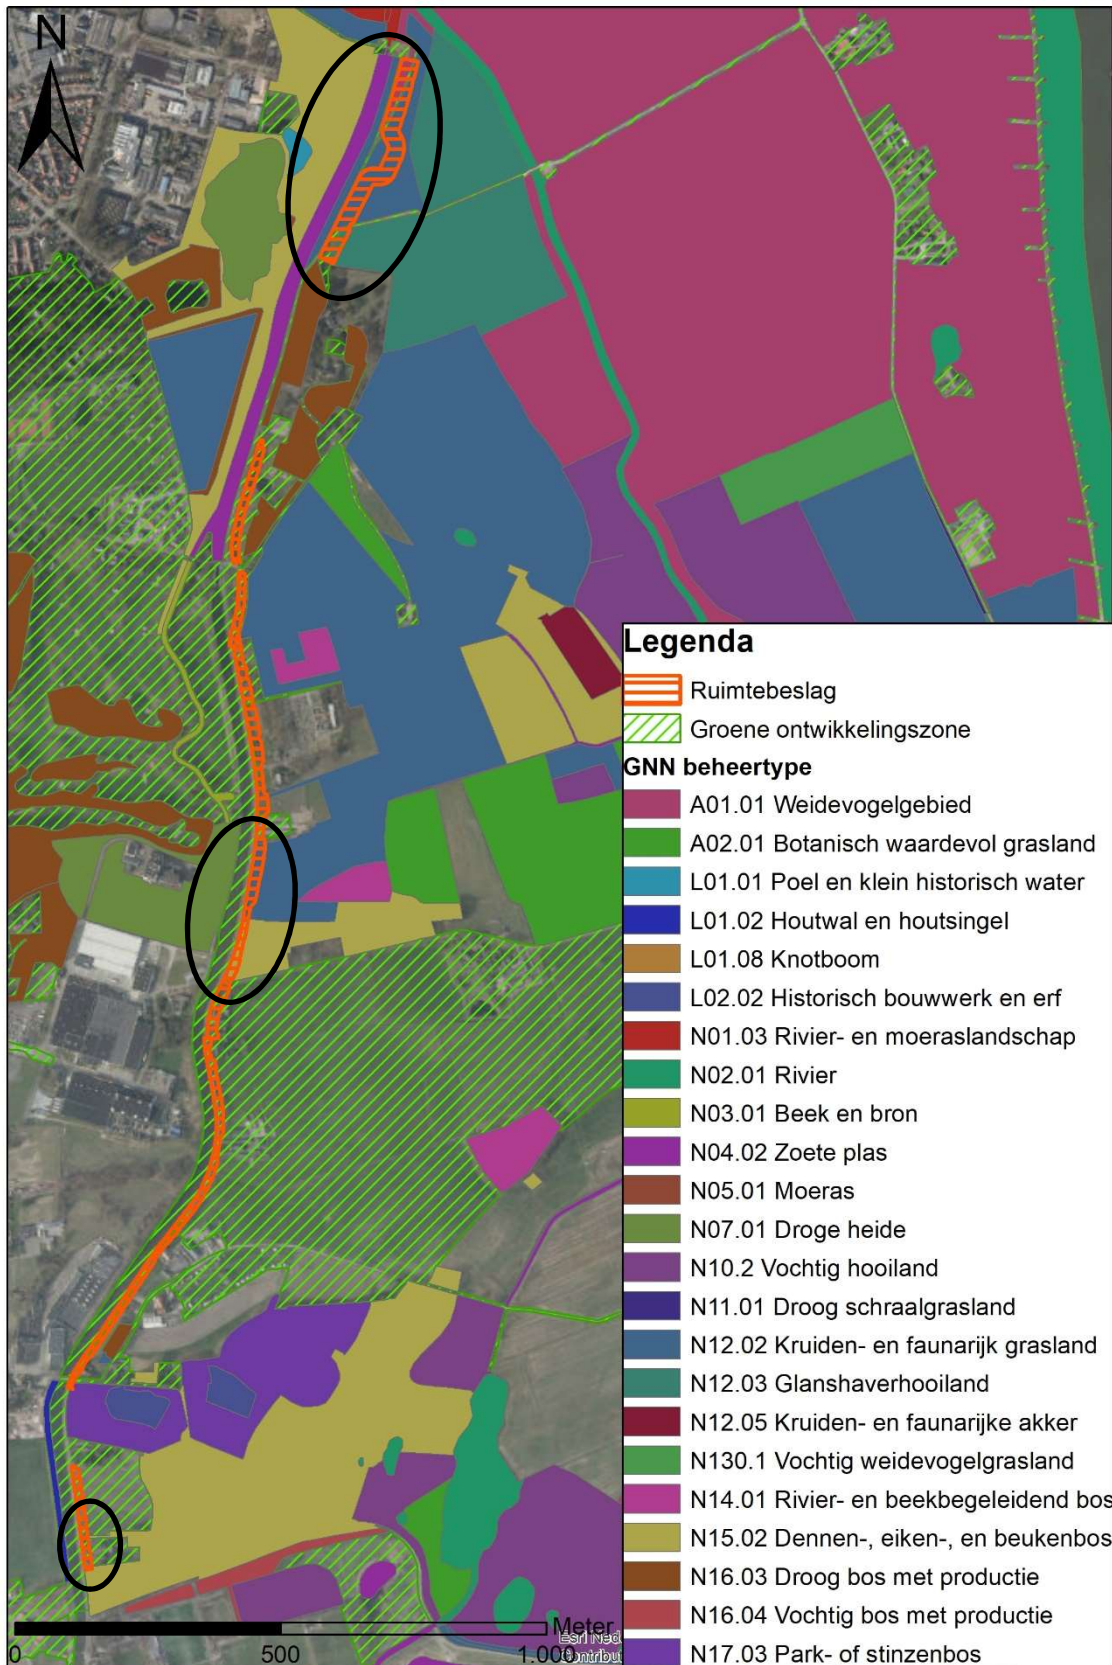 N
Legenda
Ruimtebeslag
Groene ontwikkelingszone
GNN beheertype
A01.01 Weidevogelgebied
A02.01 Botanisch waardevol grasland
L01.01 Poel en klein historisch water
L01.02 Houtwal en houtsingel
L01.08 Knotboom
L02.02 Historisch bouwwerk en erf
N01.03 Rivier- en moeraslandschap
N02.01 Rivier
N03.01 Beek en bron
N04.02 Zoete plas
N05.01 Moeras
N07.01 Droge heide
N10.2 Vochtig hooiland
N11.01 Droog schraalgrasland
N12.02 Kruiden- en faunarijk grasland
N12.03 Glanshaverhooiland
N12.05 Kruiden- en faunarijke akker
N130.1 Vochtig weidevogelgrasland
N14.01 Rivier- en beekbegeleidend bos
N15.02 Dennen-, eiken-, en beukenbos
N16.03 Droog bos met productie
N16.04 Vochtig bos met productie
N17.03 Park- of stinzenbos
Meter
0 500 1.000
Esri Ned
Contribut